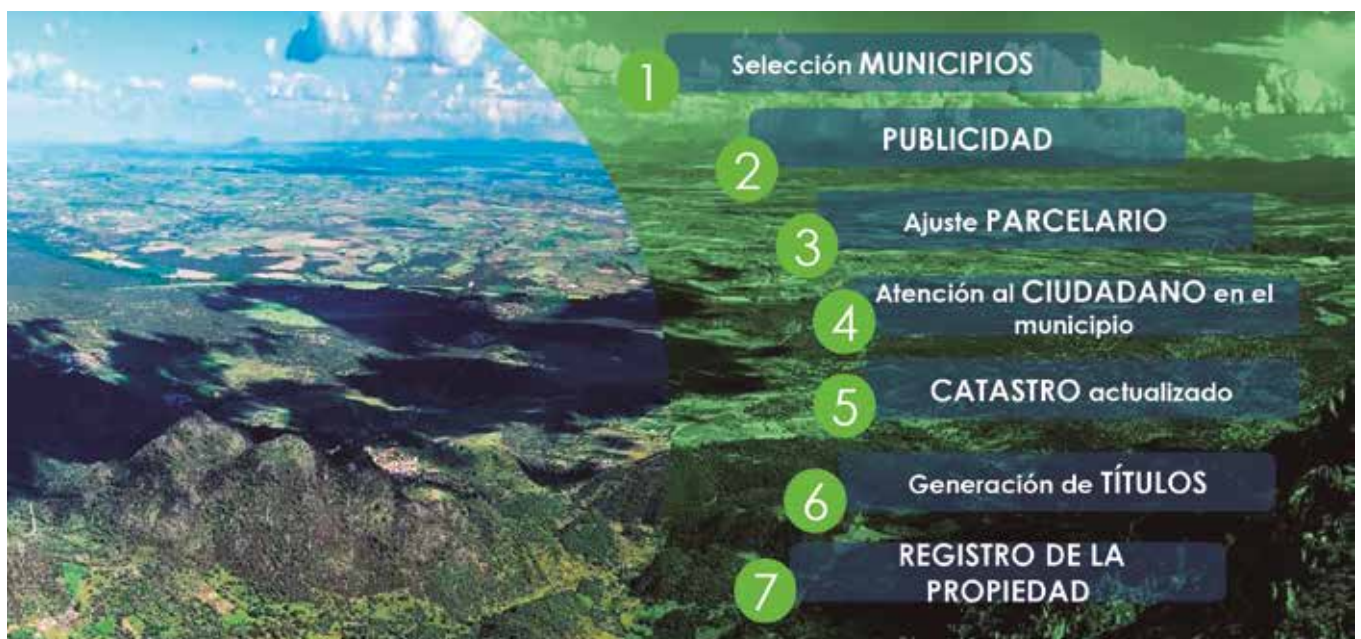 1
Selección MUNICIPIOS
2
PUBLICIDAD
3
Ajuste PARCELARIO
4
Atención al CIUDADANO en el
municipio
5
CATASTRO actualizado
6
Generación de TÍTULOS
7
REGISTRO DE LA
PROPIEDAD